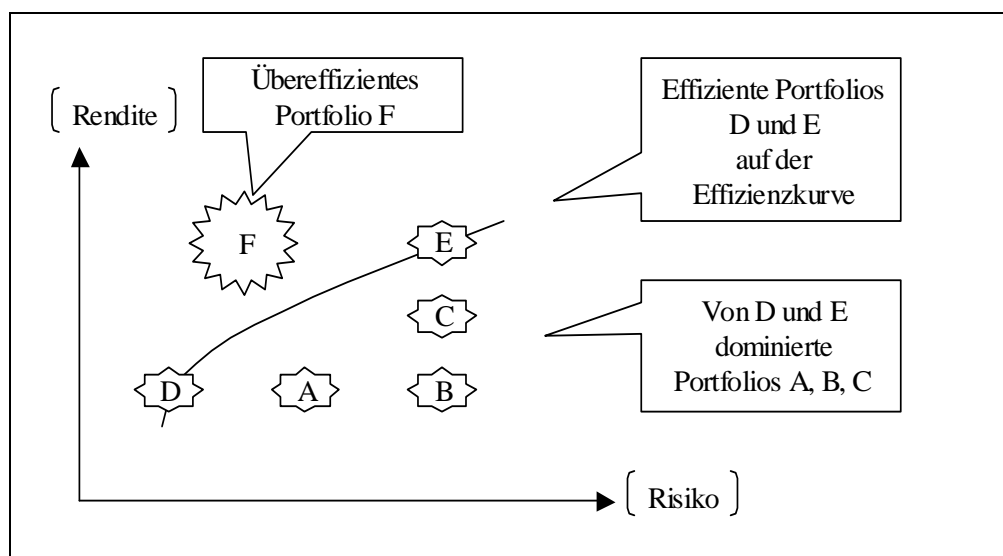 Übereffizientes
Portfolio F
Rendite
Effiziente Portfolios
D und E
auf der
Effizienzkurve
F
E
C
Von D und E
dominierte
Portfolios A, B, C
D
A
B
Risiko